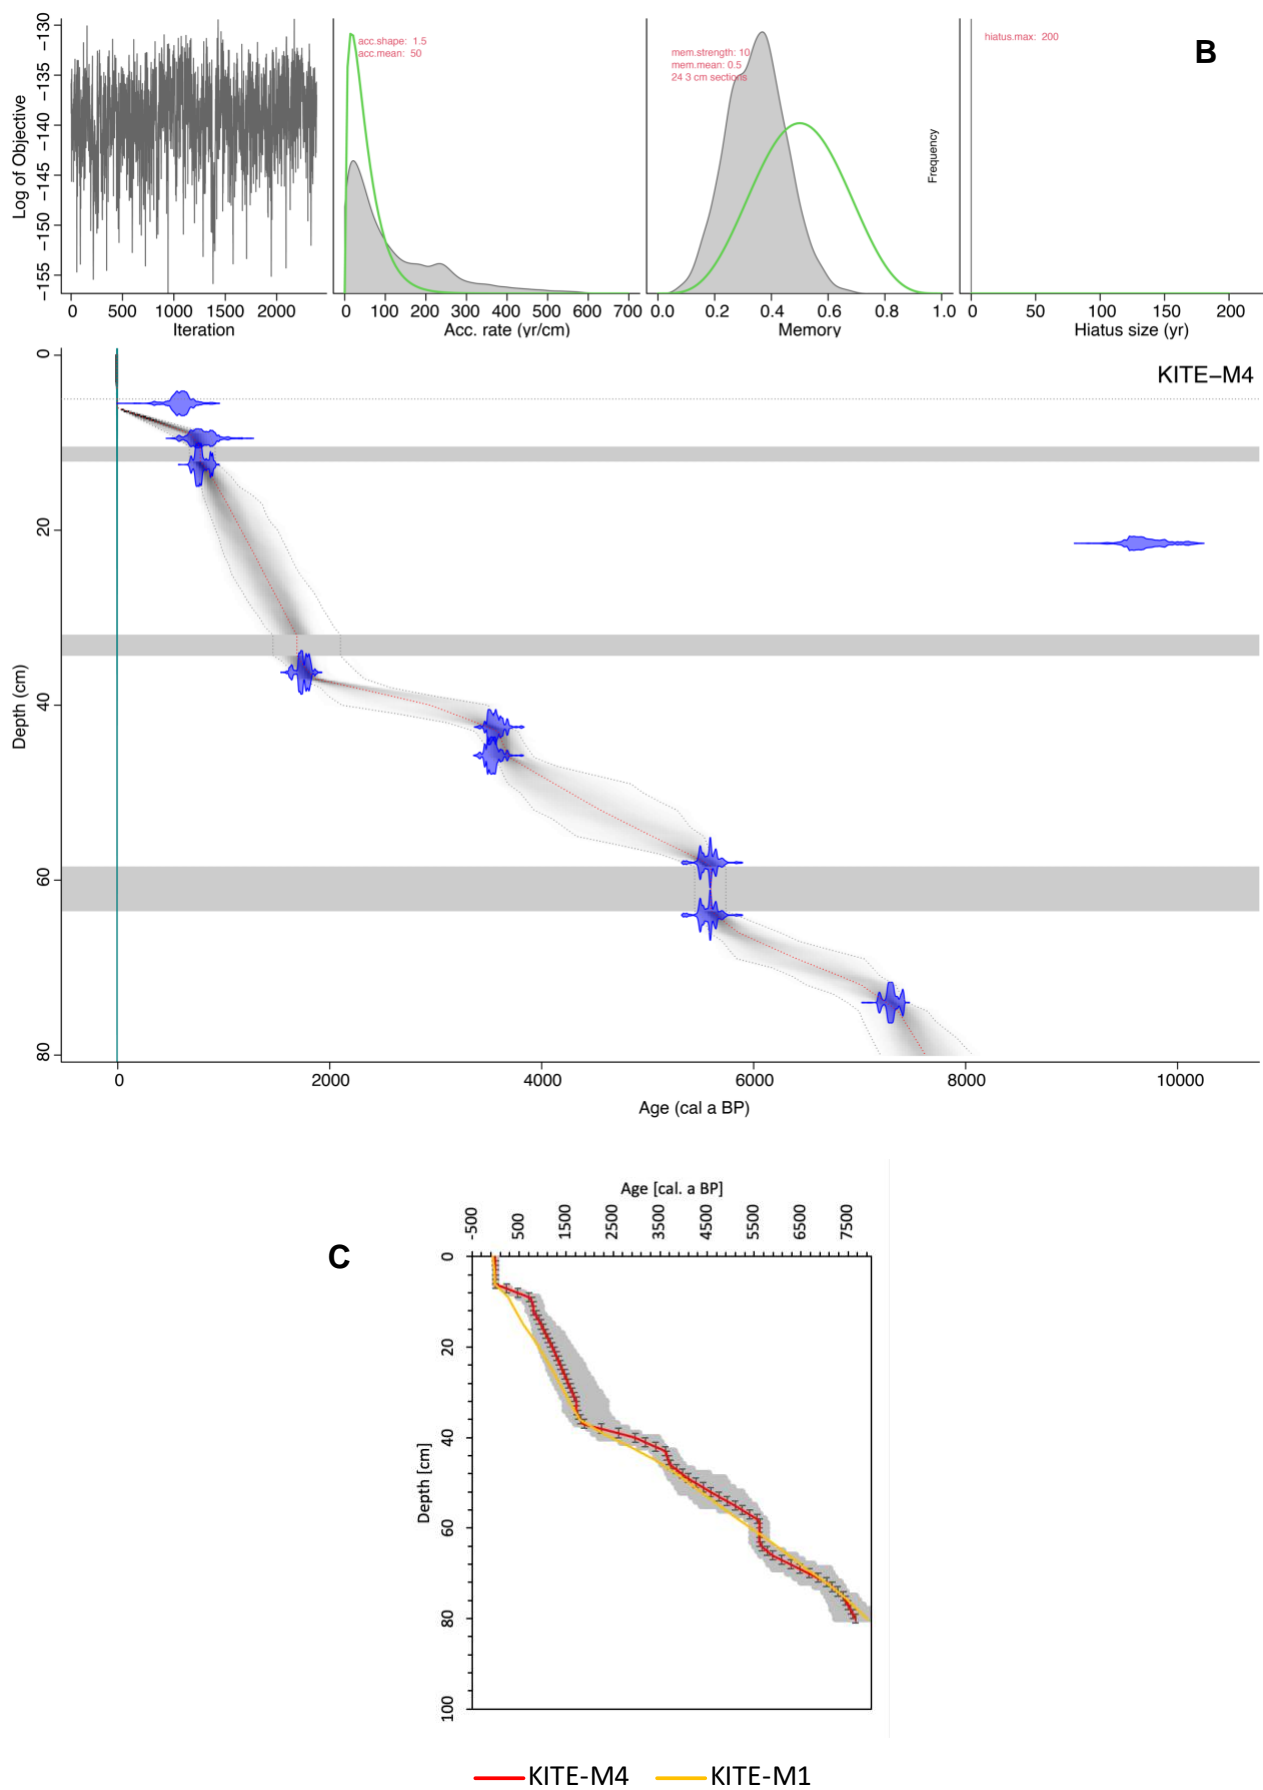 B
Log of Objective
−130
−135
−140
−145
−150
−155
0 500 1000 1500 2000
Iteration
acc.shape: 1.5
acc.mean: 50
0 100 200 300 400 500 600 700
Acc. rate (yr/cm)
mem.strength: 10
mem.mean: 0.5
24 3 cm sections
0.0 0.2 0.4 0.6 0.8 1.0
Memory
Frequency
hiatus.max: 200
0 50 100 150 200
Hiatus size (yr)
KITE−M4
Depth (cm)
0
20
40
60
80
0 2000 4000 6000 8000 10000
Age (cal a BP)
C
Age [cal. a BP]
-500 500 1500 2500 3500 4500 5500 6500 7500
Depth [cm]
0
20
40
60
80
100
KITE-M4 KITE-M1